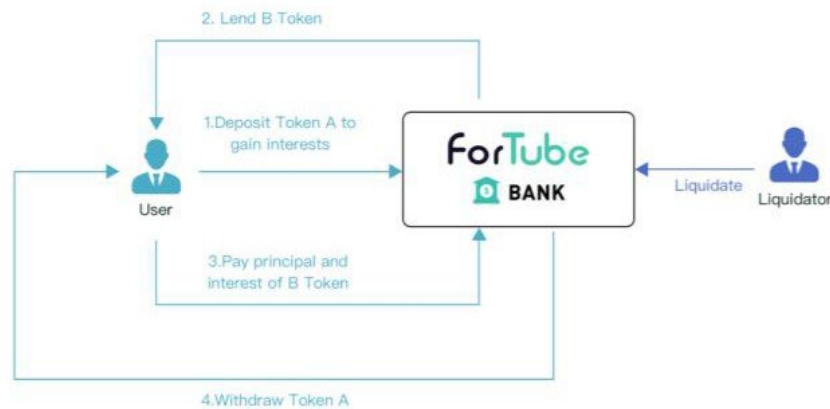 2. Lend B Token
1.Deposit Token A to
gain interests
ForTube
$ BANK
User
Liquidate
Liquidator
3.Pay principal and
interest of B Token
4.Withdraw Token A